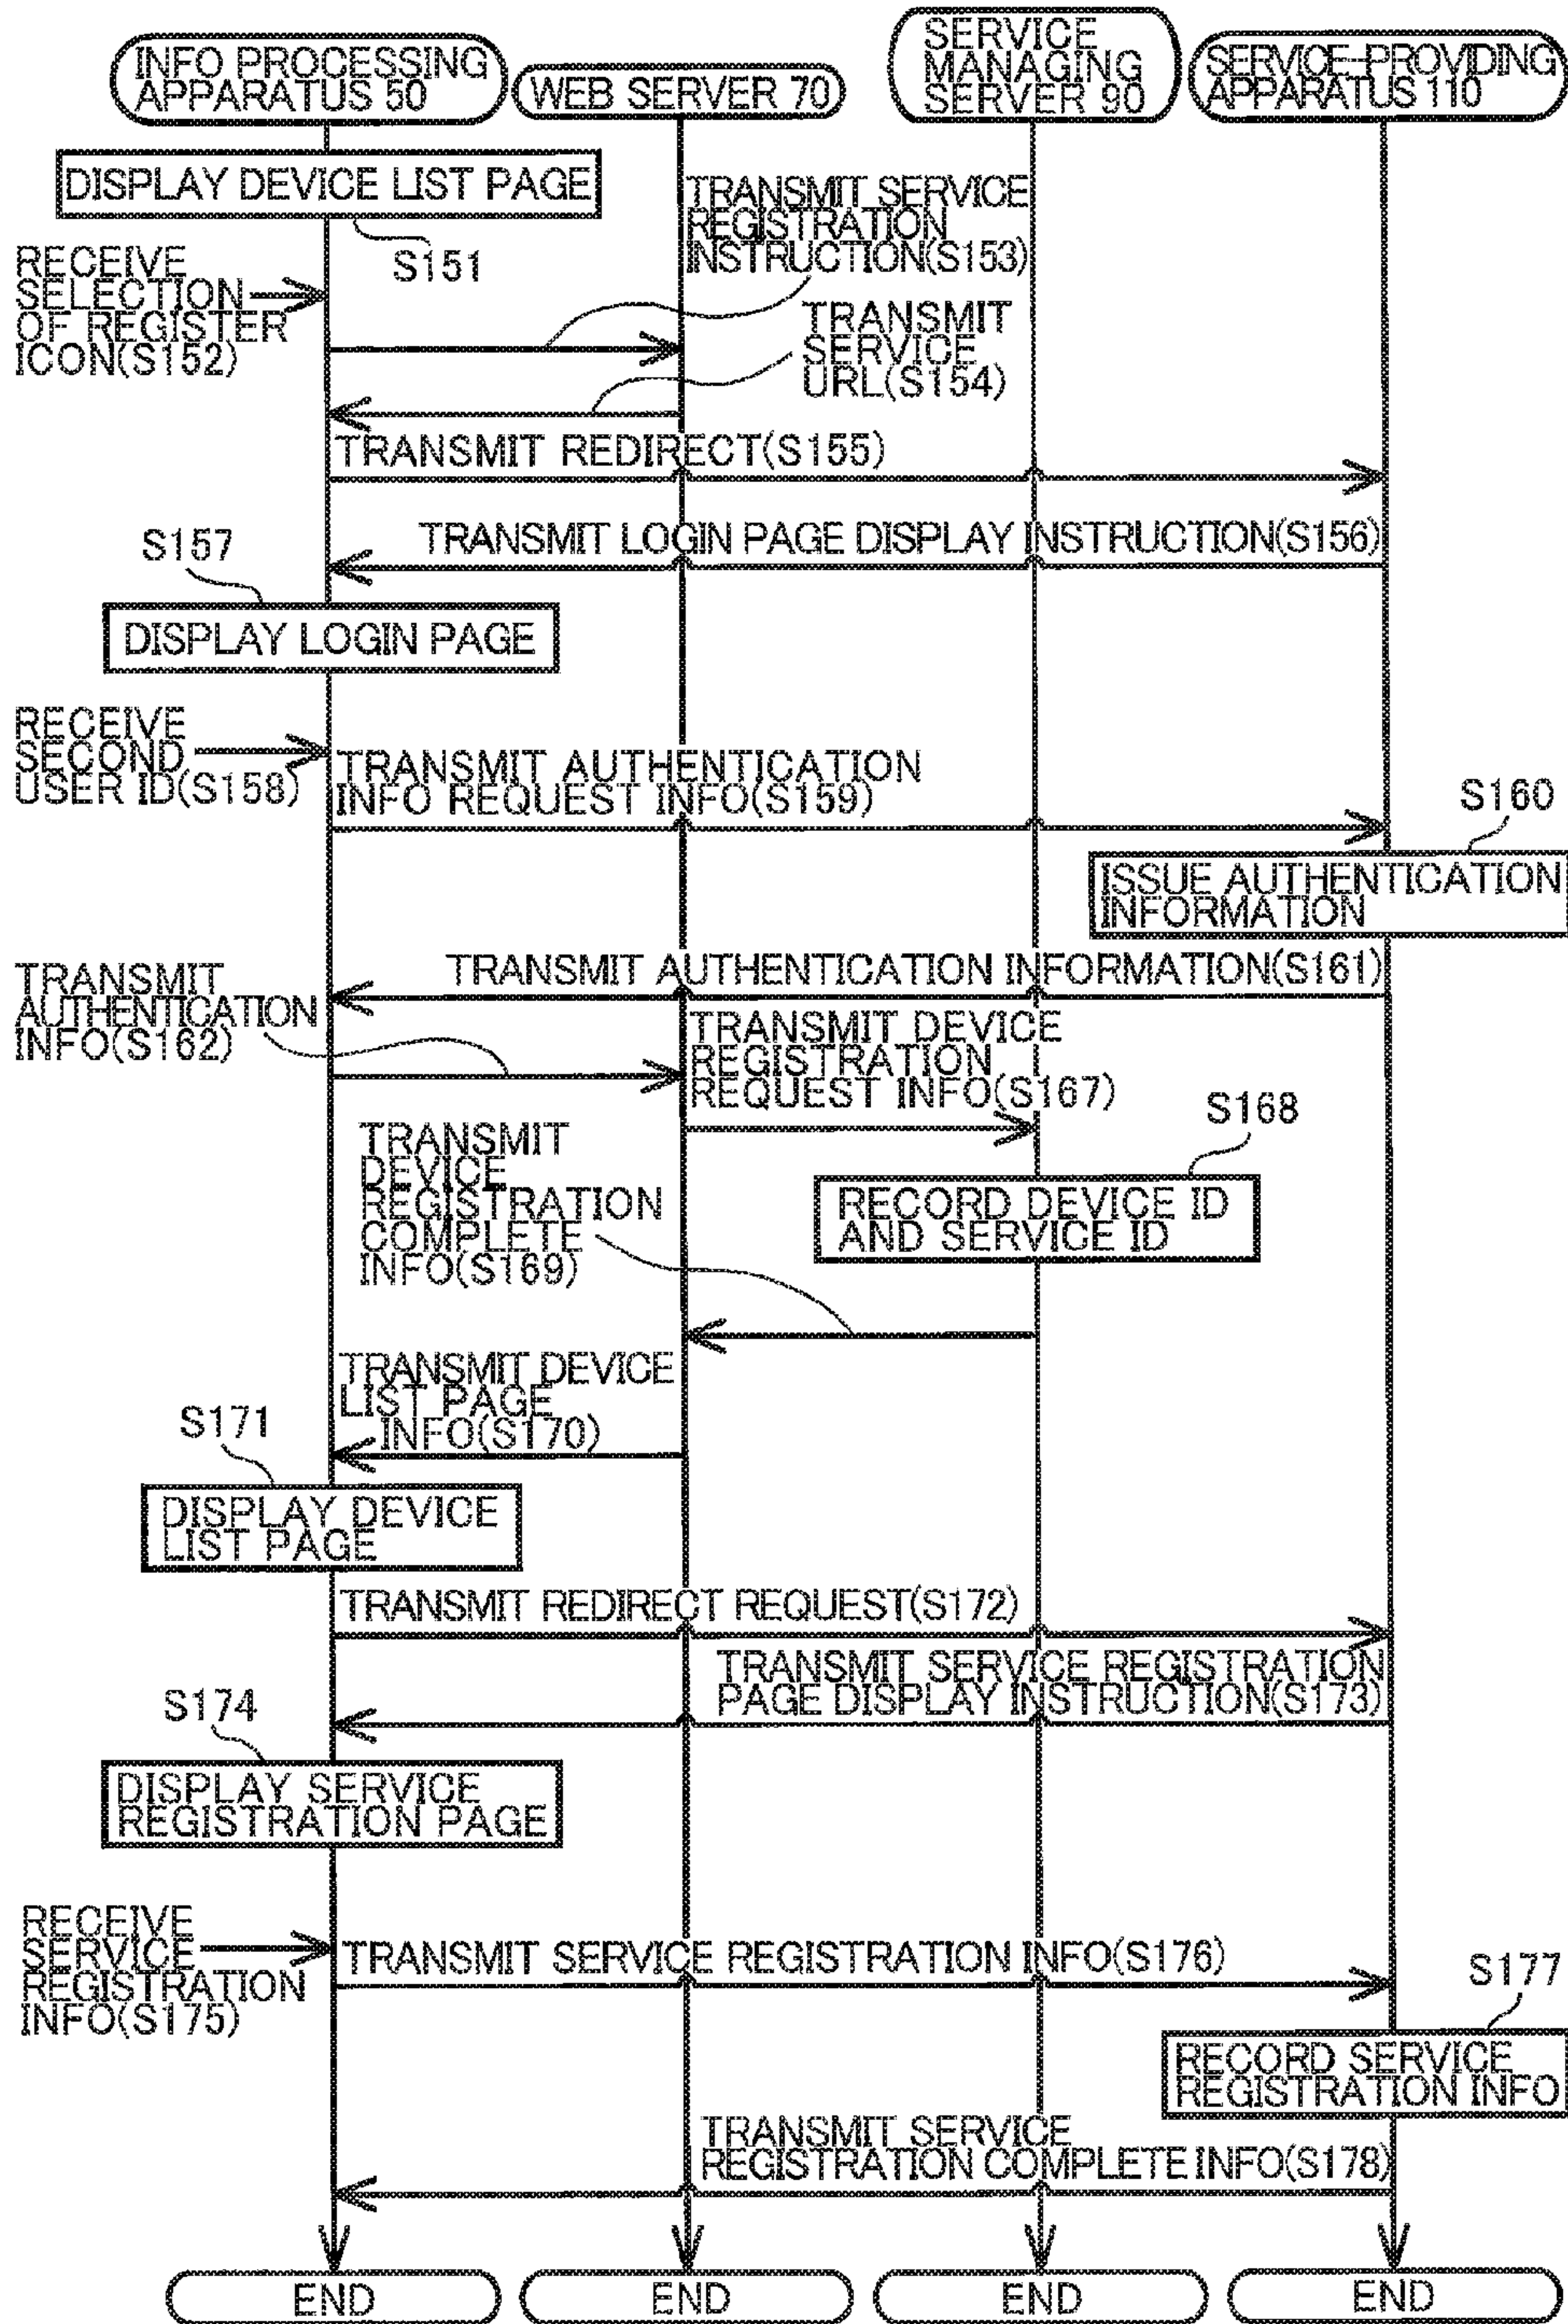 INFO PROCESSING
APPARATUS 50
WEB SERVER 70
SERVICE
MANAGING
SERVER 90
SERVICE-PROVIDING
APPARATUS 110
DISPLAY DEVICE LIST PAGE
S151
TRANSMIT SERVICE
REGISTRATION
INSTRUCTION(S153)
RECEIVE
SELECTION
OF REGISTER
ICON(S152)
TRANSMIT
SERVICE
URL(S154)
TRANSMIT REDIRECT(S155)
TRANSMIT LOGIN PAGE DISPLAY INSTRUCTION(S156)
S157
DISPLAY LOGIN PAGE
RECEIVE
SECOND
USER ID(S158)
TRANSMIT AUTHENTICATION
INFO REQUEST INFO(S159)
S160
ISSUE AUTHENTICATION
INFORMATION
TRANSMIT AUTHENTICATION INFORMATION(S161)
TRANSMIT
AUTHENTICATION
INFO(S162)
TRANSMIT DEVICE
REGISTRATION
REQUEST INFO(S167)
S168
RECORD DEVICE ID
AND SERVICE ID
TRANSMIT
DEVICE
REGISTRATION
COMPLETE
INFO(S169)
TRANSMIT DEVICE
LIST PAGE
INFO(S170)
S171
DISPLAY DEVICE
LIST PAGE
TRANSMIT REDIRECT REQUEST(S172)
TRANSMIT SERVICE REGISTRATION
PAGE DISPLAY INSTRUCTION(S173)
S174
DISPLAY SERVICE
REGISTRATION PAGE
RECEIVE
SERVICE
REGISTRATION
INFO(S175)
TRANSMIT SERVICE REGISTRATION INFO(S176)
S177
RECORD SERVICE
REGISTRATION INFO
TRANSMIT SERVICE
REGISTRATION COMPLETE INFO(S178)
END
END
END
END